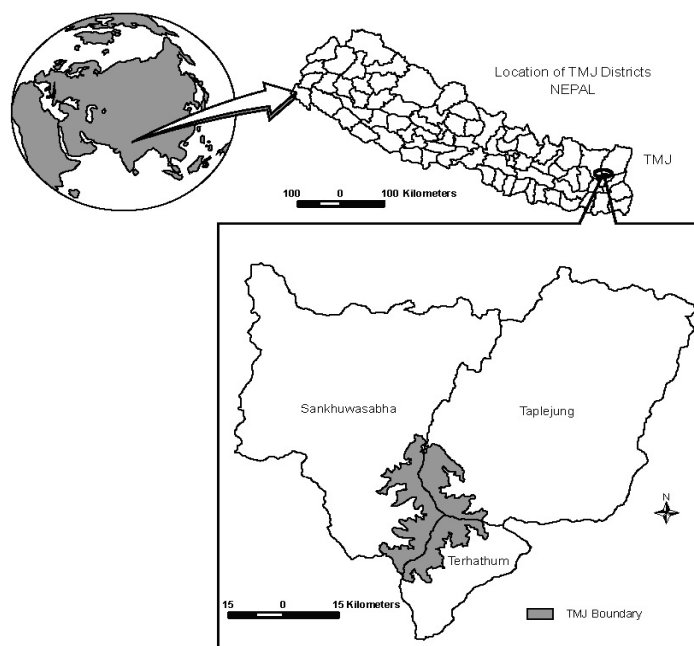 Location of TMJ Districts
NEPAL
TMJ
100 0 100 Kilometers
Sankhuwasabha
Taplejung
N
Terhathum
15 0 15 Kilometers
TMJ Boundary